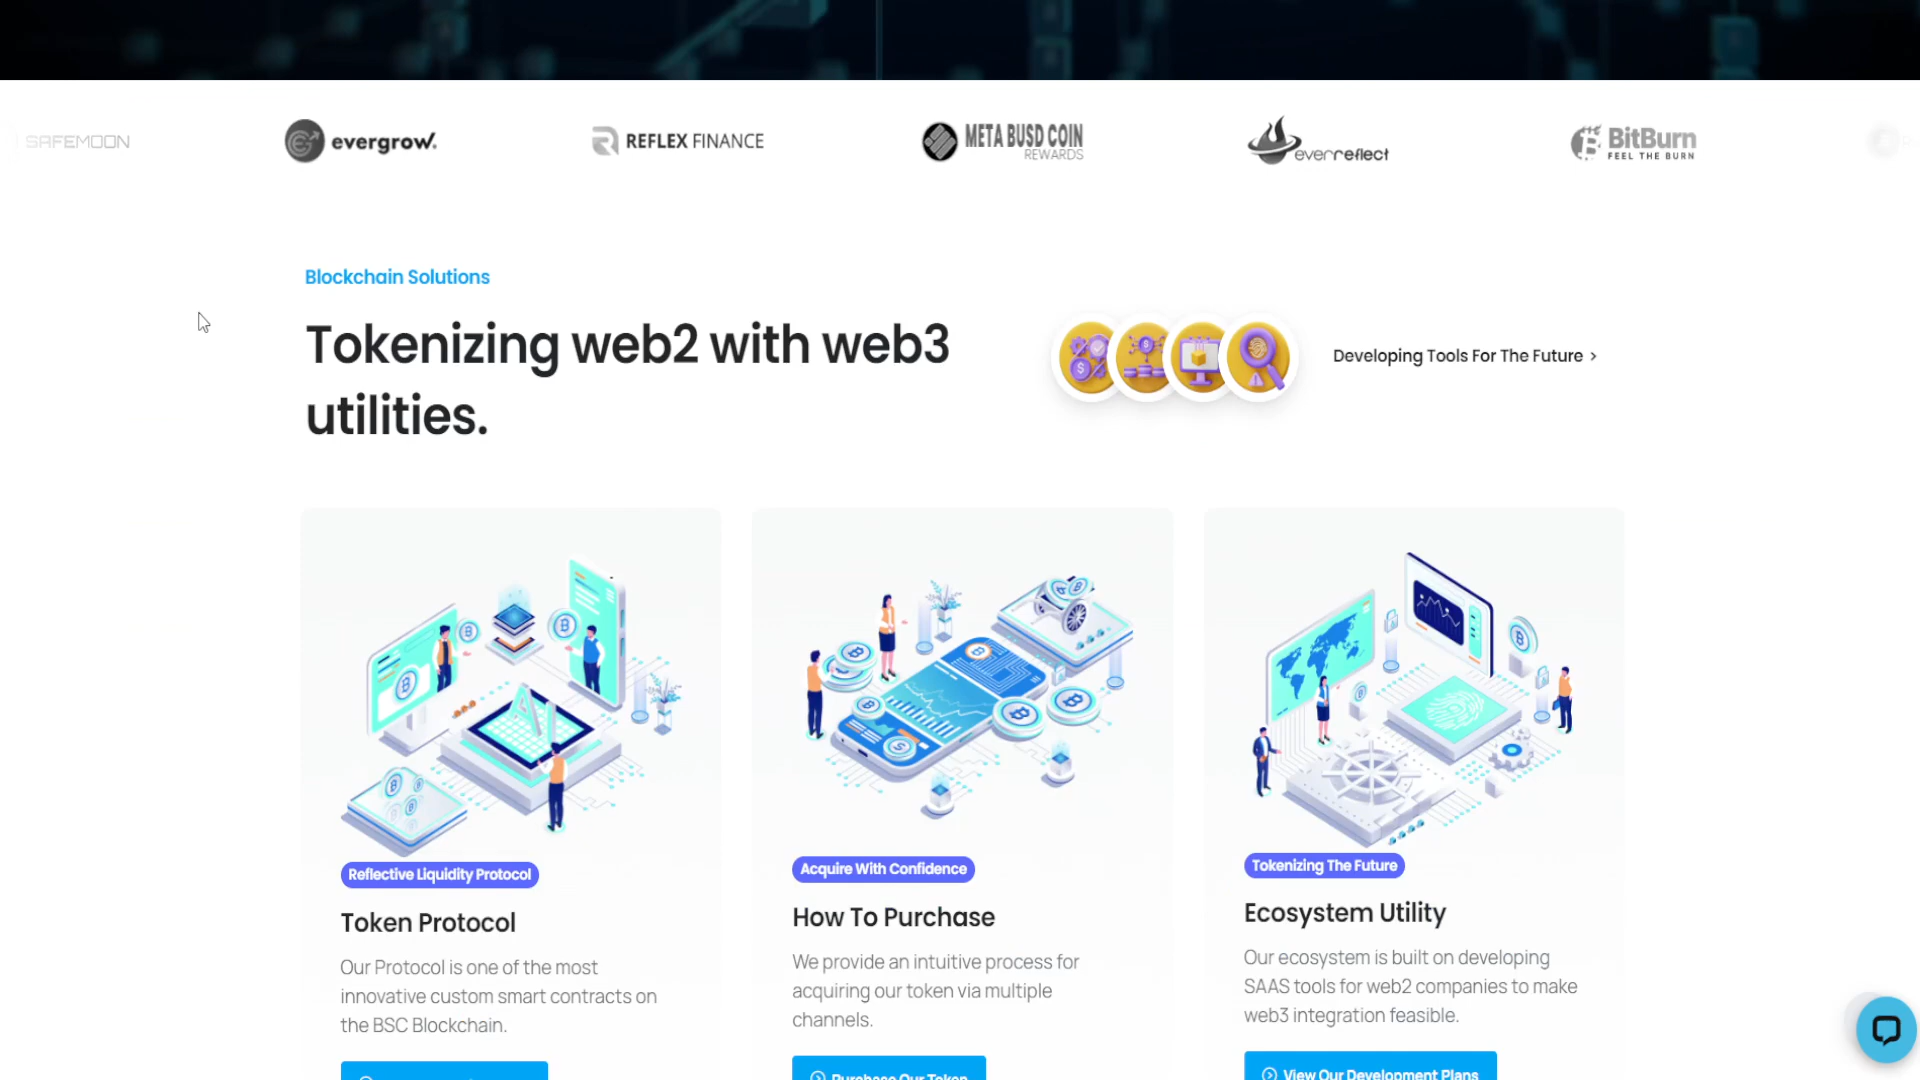 SAFEMOON
evergrow.
REFLEX FINANCE
META BUSD COIN
REWARDS
everreflect
BitBurn
FEEL THE BURN
Blockchain Solutions
Tokenizing web2 with web3
utilities.
Developing Tools For The Future >
Reflective Liquidity Protocol
Token Protocol
Our Protocol is one of the most
innovative custom smart contracts on
the BSC Blockchain.
Acquire With Confidence
How To Purchase
We provide an intuitive process for
acquiring our token via multiple
channels.
Purchase Our Token
Tokenizing The Future
Ecosystem Utility
Our ecosystem is built on developing
SAAS tools for web2 companies to make
web3 integration feasible.
View Our Development Plans